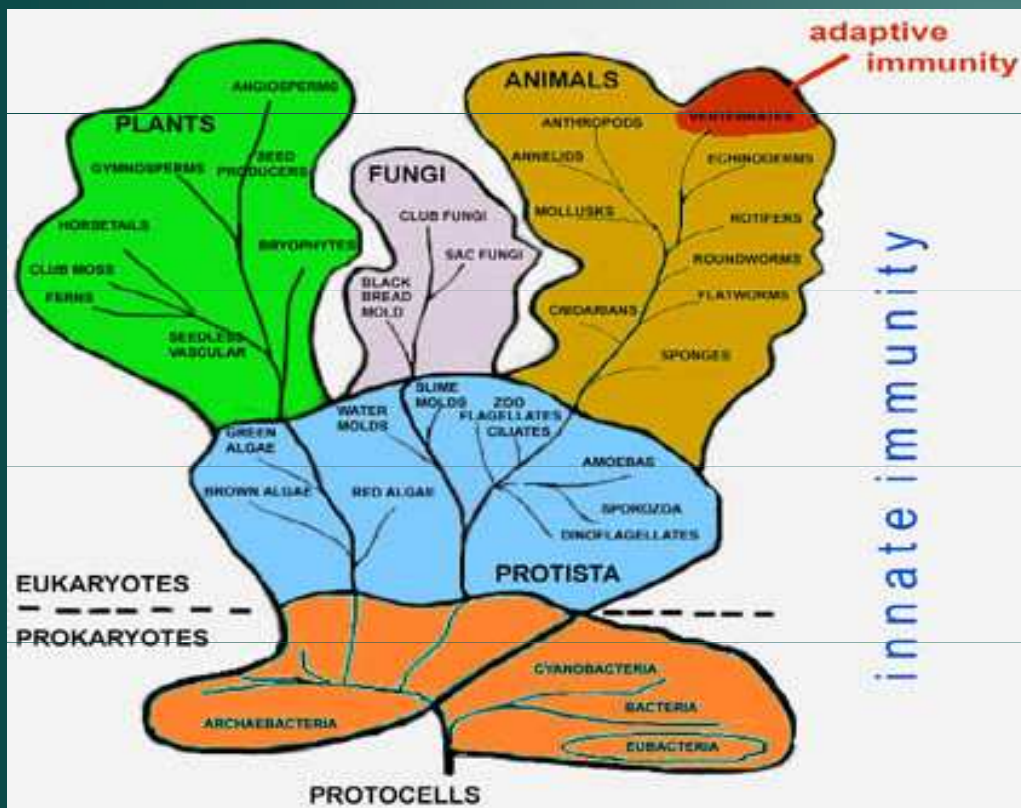 adaptive
immunity
ANIMALS
VERTEBRATES
ANTHROPODS
ANNELIDS
ECHINODERMS
MOLLUSKS
ROTIFERS
ROUNDWORMS
FLATWORMS
CNIDARIANS
SPONGES
ANGIOSPERMS
PLANTS
SEED
PRODUCERS
GYMNOSPERMS
HORSETAILS
BRYOPHYTES
CLUB MOSS
FERNS
SEEDLESS
VASCULAR
FUNGI
CLUB FUNGI
SAC FUNGI
BLACK
BREAD
MOLD
SLIME
MOLDS
WATER
MOLDS
ZOO
FLAGELLATES
CILIATES
GREEN
ALGAE
BROWN ALGAE
RED ALGAE
AMOEBAS
SPOROZOA
DINOFLAGELLATES
PROTISTA
EUKARYOTES
PROKARYOTES
CYANOBACTERIA
BACTERIA
EUBACTERIA
ARCHAEBACTERIA
PROTOCELLS
innate immunity